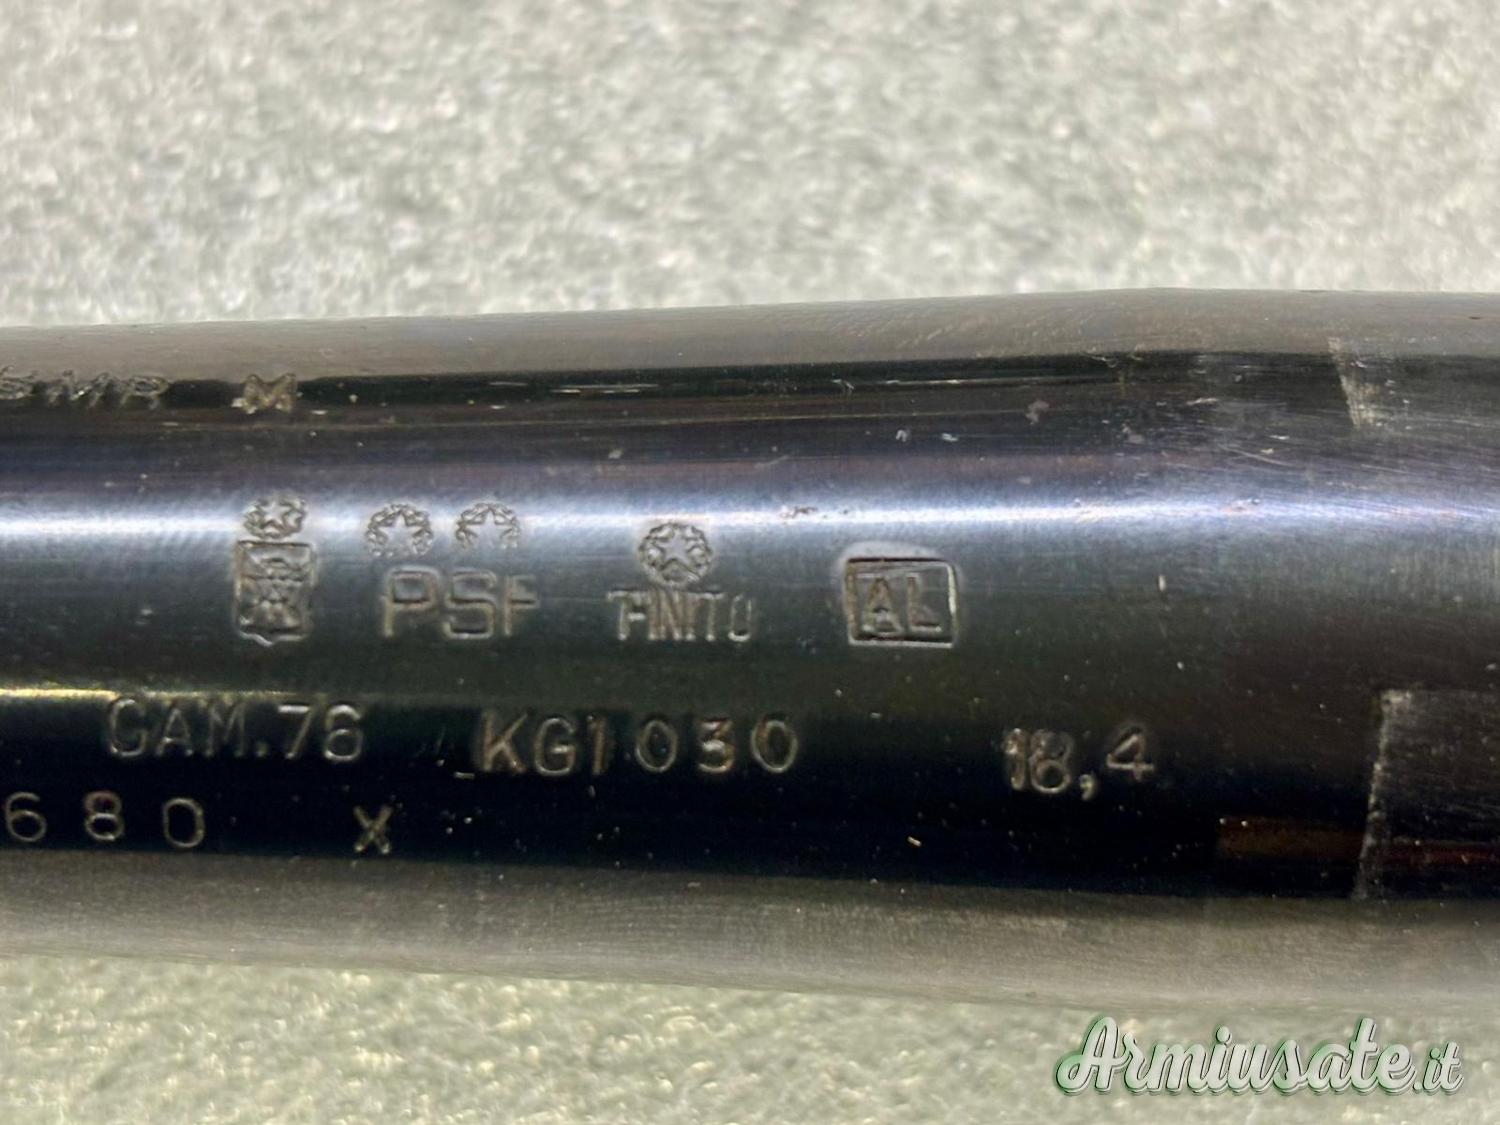 M
PSF
FINITO
AL
CAM.76 KG1030 18,4
680 X
Armiusate.it